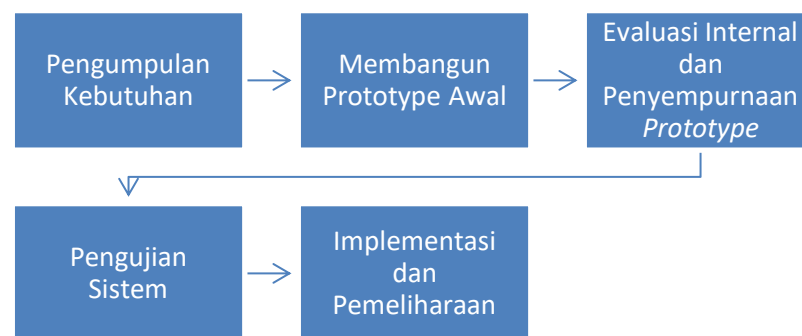 Pengumpulan
Kebutuhan
Membangun
Prototype Awal
Evaluasi Internal
dan
Penyempurnaan
Prototype
Pengujian
Sistem
Implementasi
dan
Pemeliharaan